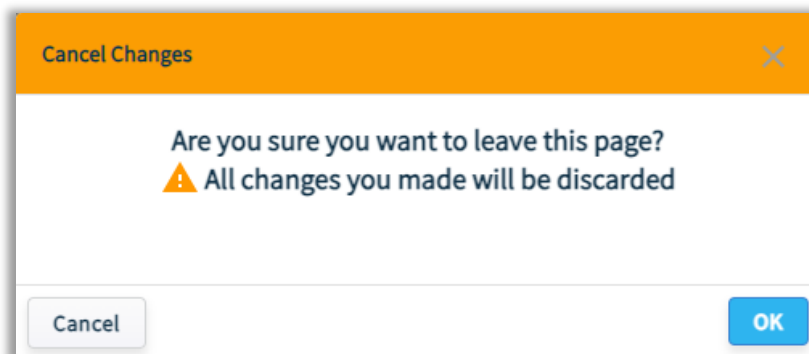 Cancel Changes
Are you sure you want to leave this page?
All changes you made will be discarded
Cancel
OK